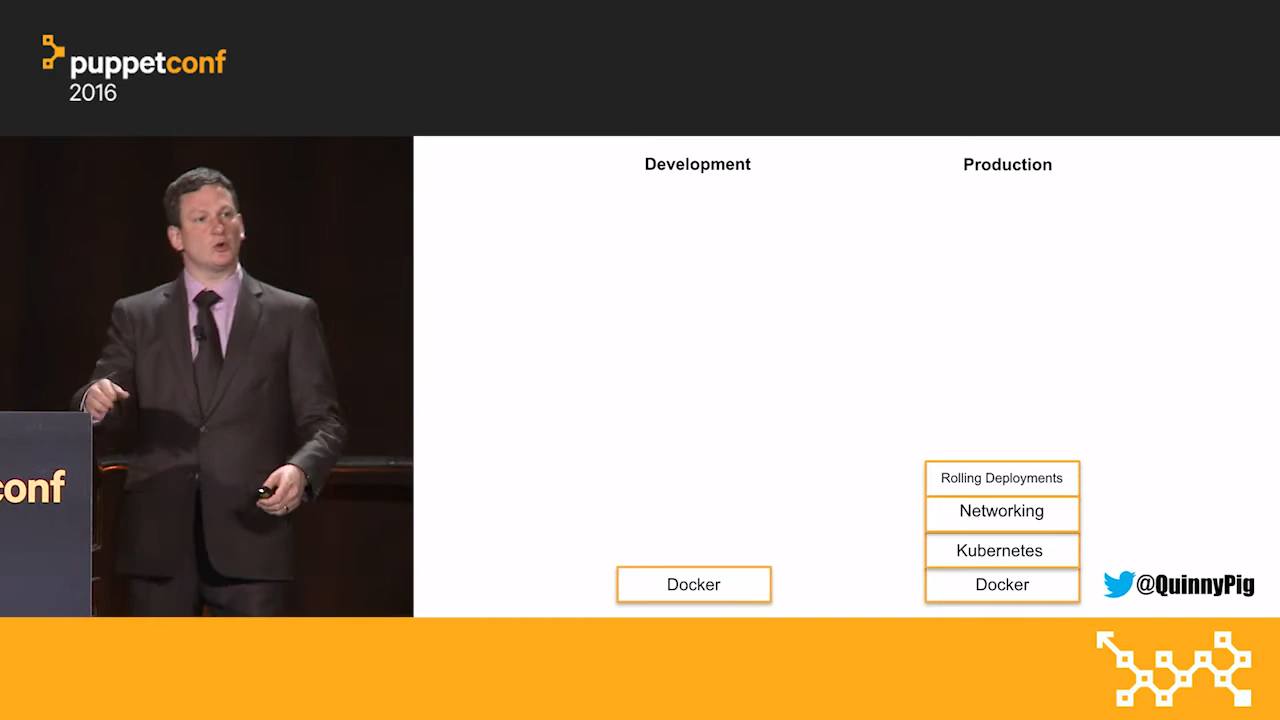 puppetconf
2016
Development
Production
conf
Rolling Deployments
Networking
Kubernetes
Docker
Docker
@QuinnyPig